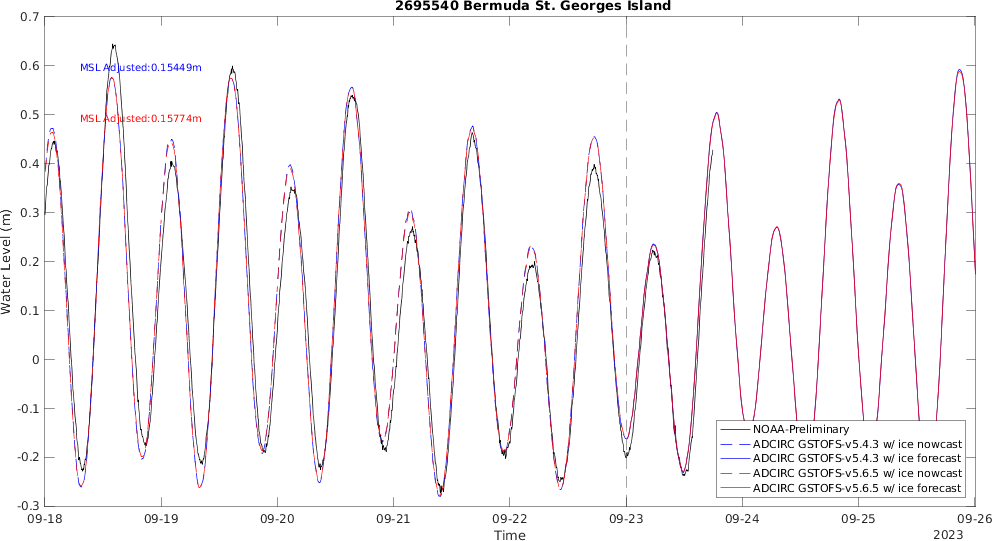 2695540 Bermuda St. Georges Island
0.7
0.6
0.5
0.4
0.3
0.2
0.1
0
-0.1
-0.2
-0.3
Water Level (m)
MSL Adjusted:0.15449m
MSL Adjusted:0.15774m
NOAA-Preliminary
ADCIRC GSTOFS-v5.4.3 w/ ice nowcast
ADCIRC GSTOFS-v5.4.3 w/ ice forecast
ADCIRC GSTOFS-v5.6.5 w/ ice nowcast
ADCIRC GSTOFS-v5.6.5 w/ ice forecast
09-18 09-19 09-20 09-21 09-22 09-23 09-24 09-25 09-26
Time
2023